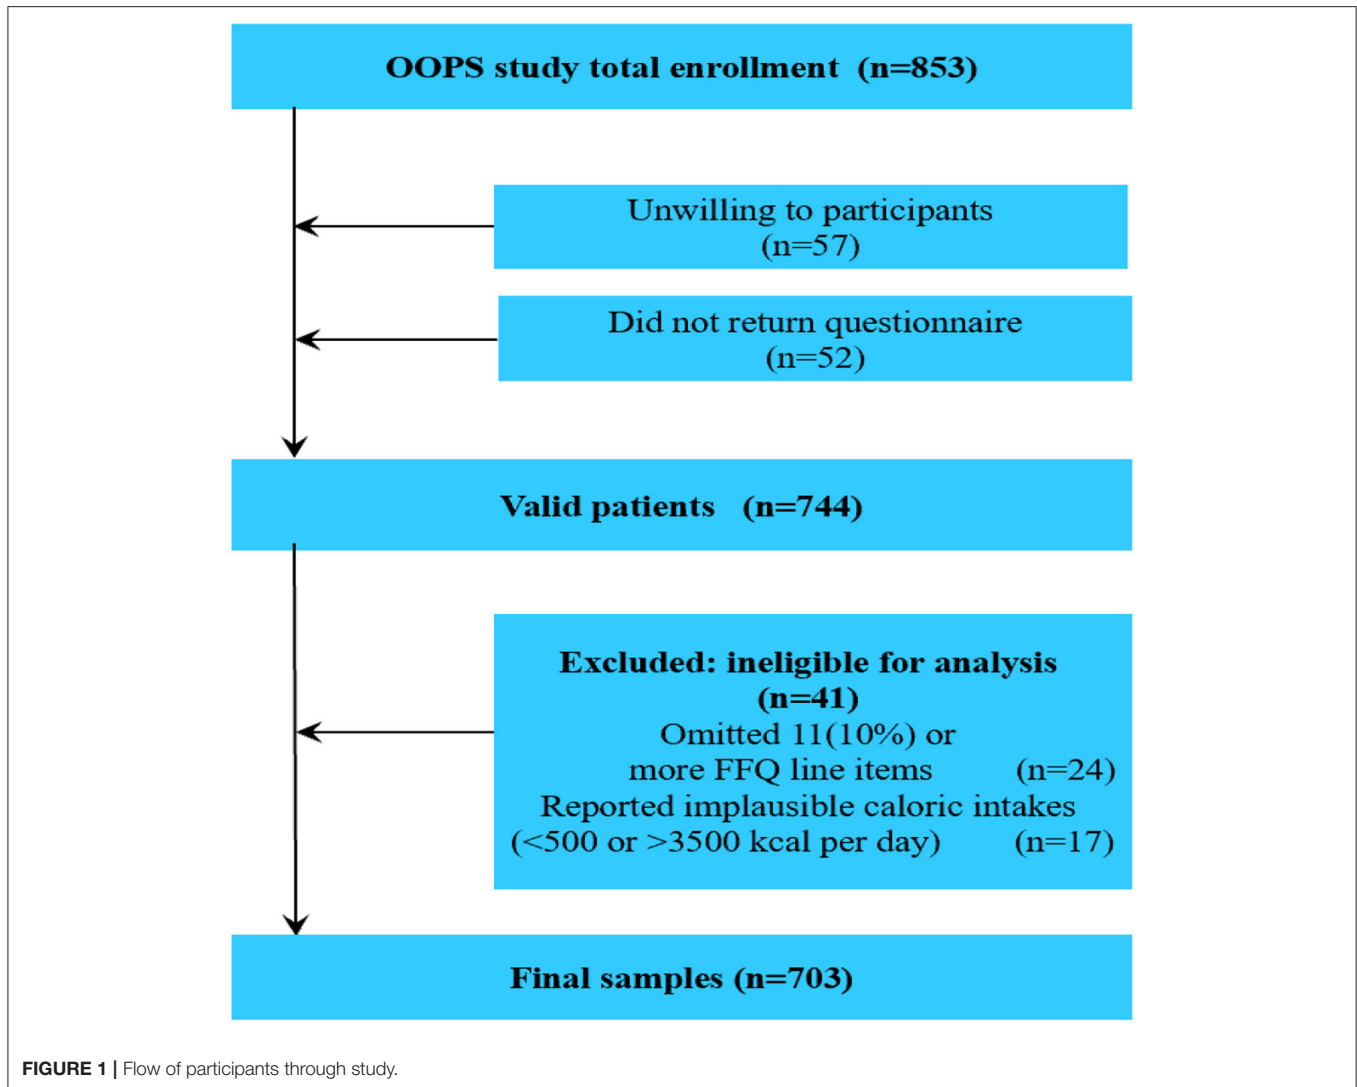 OOPS study total enrollment (n=853)
Unwilling to participants
(n=57)
Did not return questionnaire
(n=52)
Valid patients (n=744)
Excluded: ineligible for analysis
(n=41)
Omitted 11(10%) or
more FFQ line items (n=24)
Reported implausible caloric intakes
(<500 or >3500 kcal per day) (n=17)
Final samples (n=703)
FIGURE 1 | Flow of participants through study.